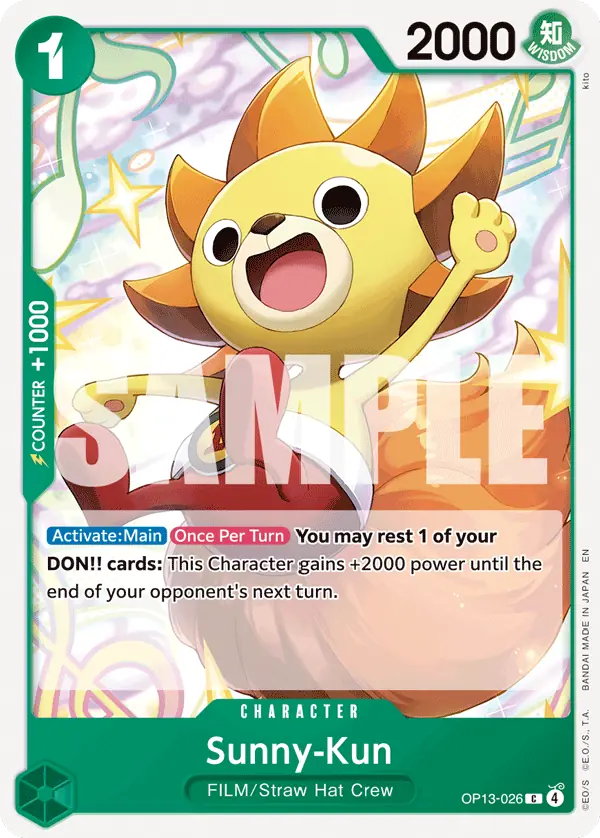 1
2000
知
WISDOM
kito
COUNTER +1000
SAMPLE
Activate:Main Once Per Turn You may rest 1 of your
DON!! cards: This Character gains +2000 power until the
end of your opponent's next turn.
CHARACTER
Sunny-Kun
FILM/Straw Hat Crew
OP13-026 C 4
©E.O/S ©E.O./S., T.A. BANDAI MADE IN JAPAN EN